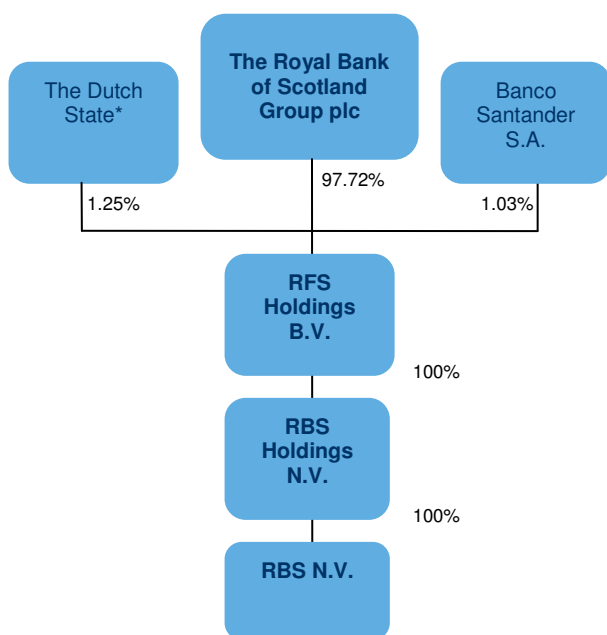 The Dutch
State*
The Royal Bank
of Scotland
Group plc
Banco
Santander
S.A.
1.25%
97.72%
1.03%
RFS
Holdings
B.V.
100%
RBS
Holdings
N.V.
100%
RBS N.V.